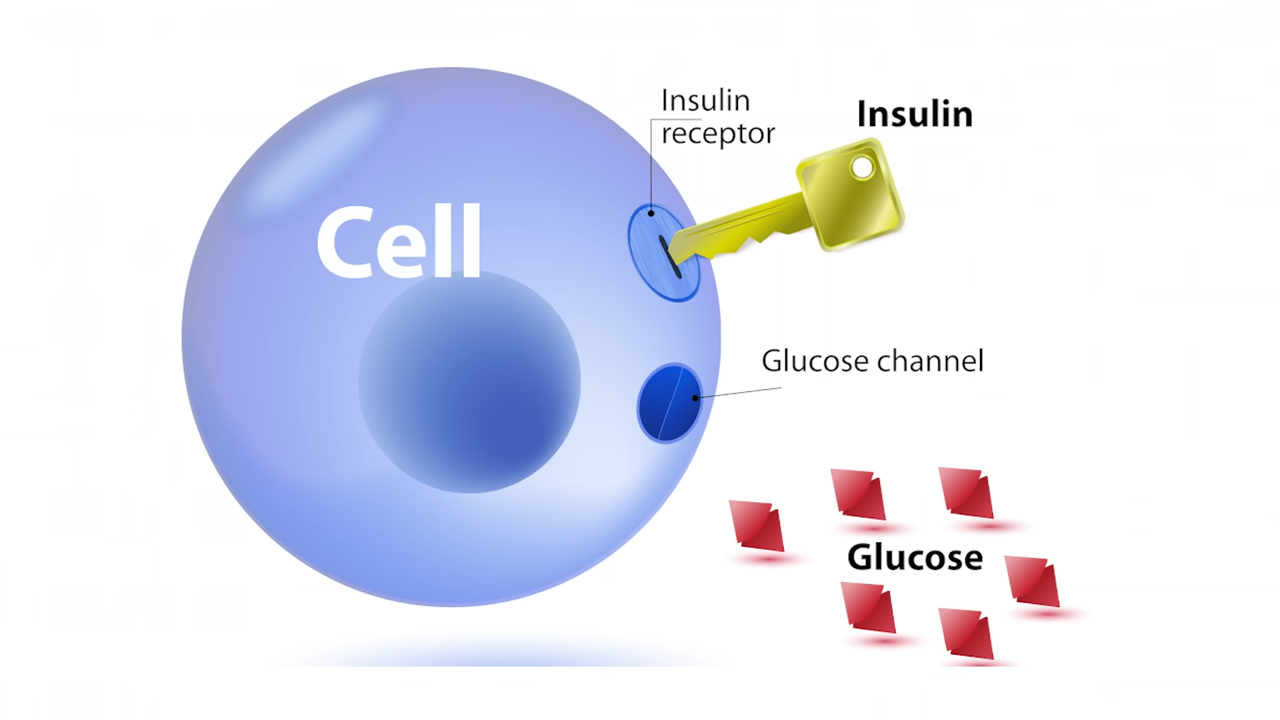 Insulin
receptor
Insulin
Cell
Glucose channel
Glucose